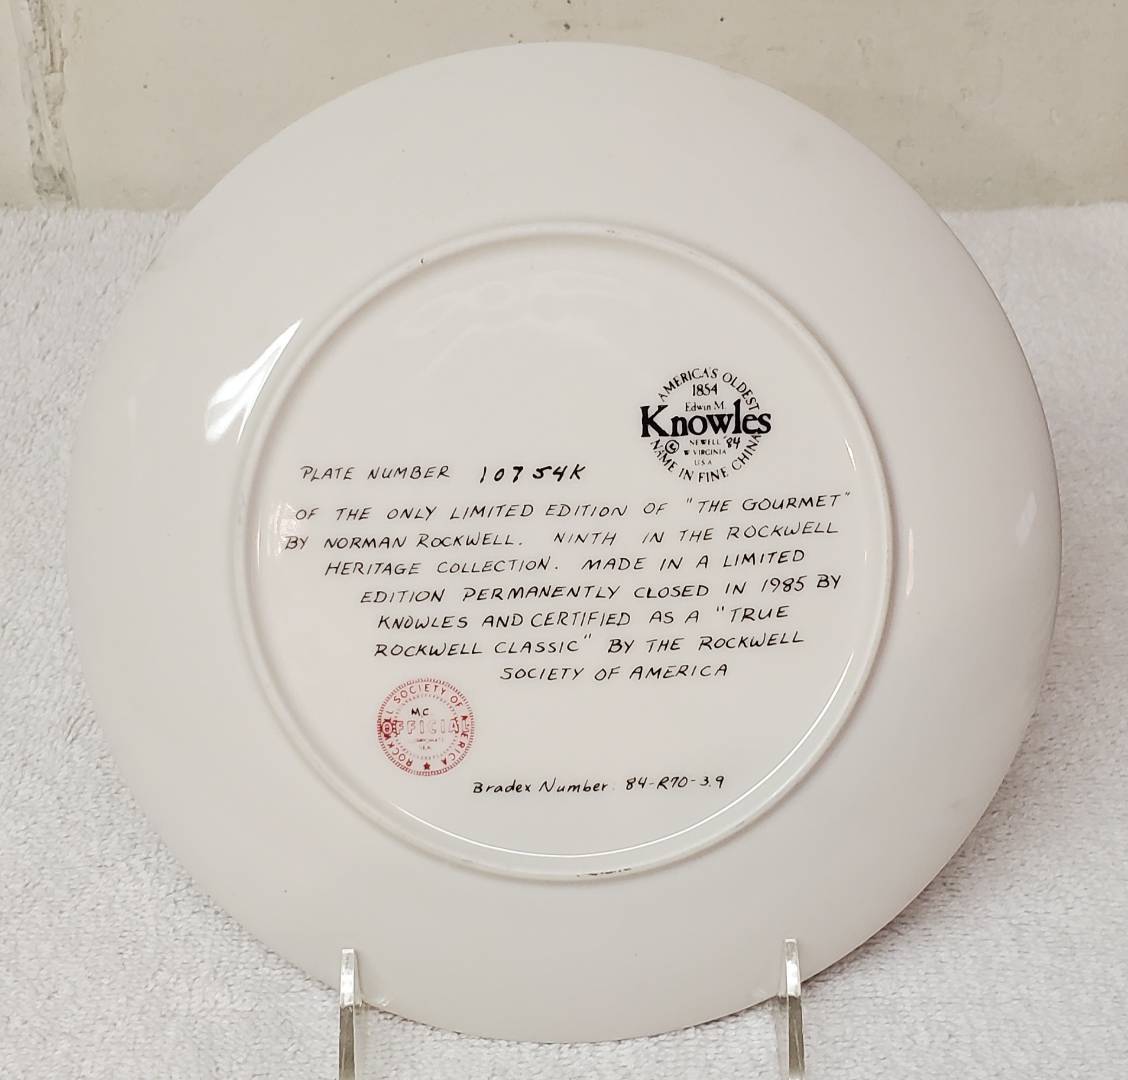 AMERICA'S OLDEST
1854
Edwin M.
Knowles
NEWELL '84
W VIRGINIA
U S A
NAME IN FINE CHINA
PLATE NUMBER 10754K
OF THE ONLY LIMITED EDITION OF "THE GOURMET"
BY NORMAN ROCKWELL. NINTH IN THE ROCKWELL
HERITAGE COLLECTION. MADE IN A LIMITED
EDITION PERMANENTLY CLOSED IN 1985 BY
KNOWLES AND CERTIFIED AS A "TRUE
ROCKWELL CLASSIC" BY THE ROCKWELL
SOCIETY OF AMERICA
SOCIETY OF AMERICA
M.C
OFFICIAL
Bradex Number 84-R70-3.9